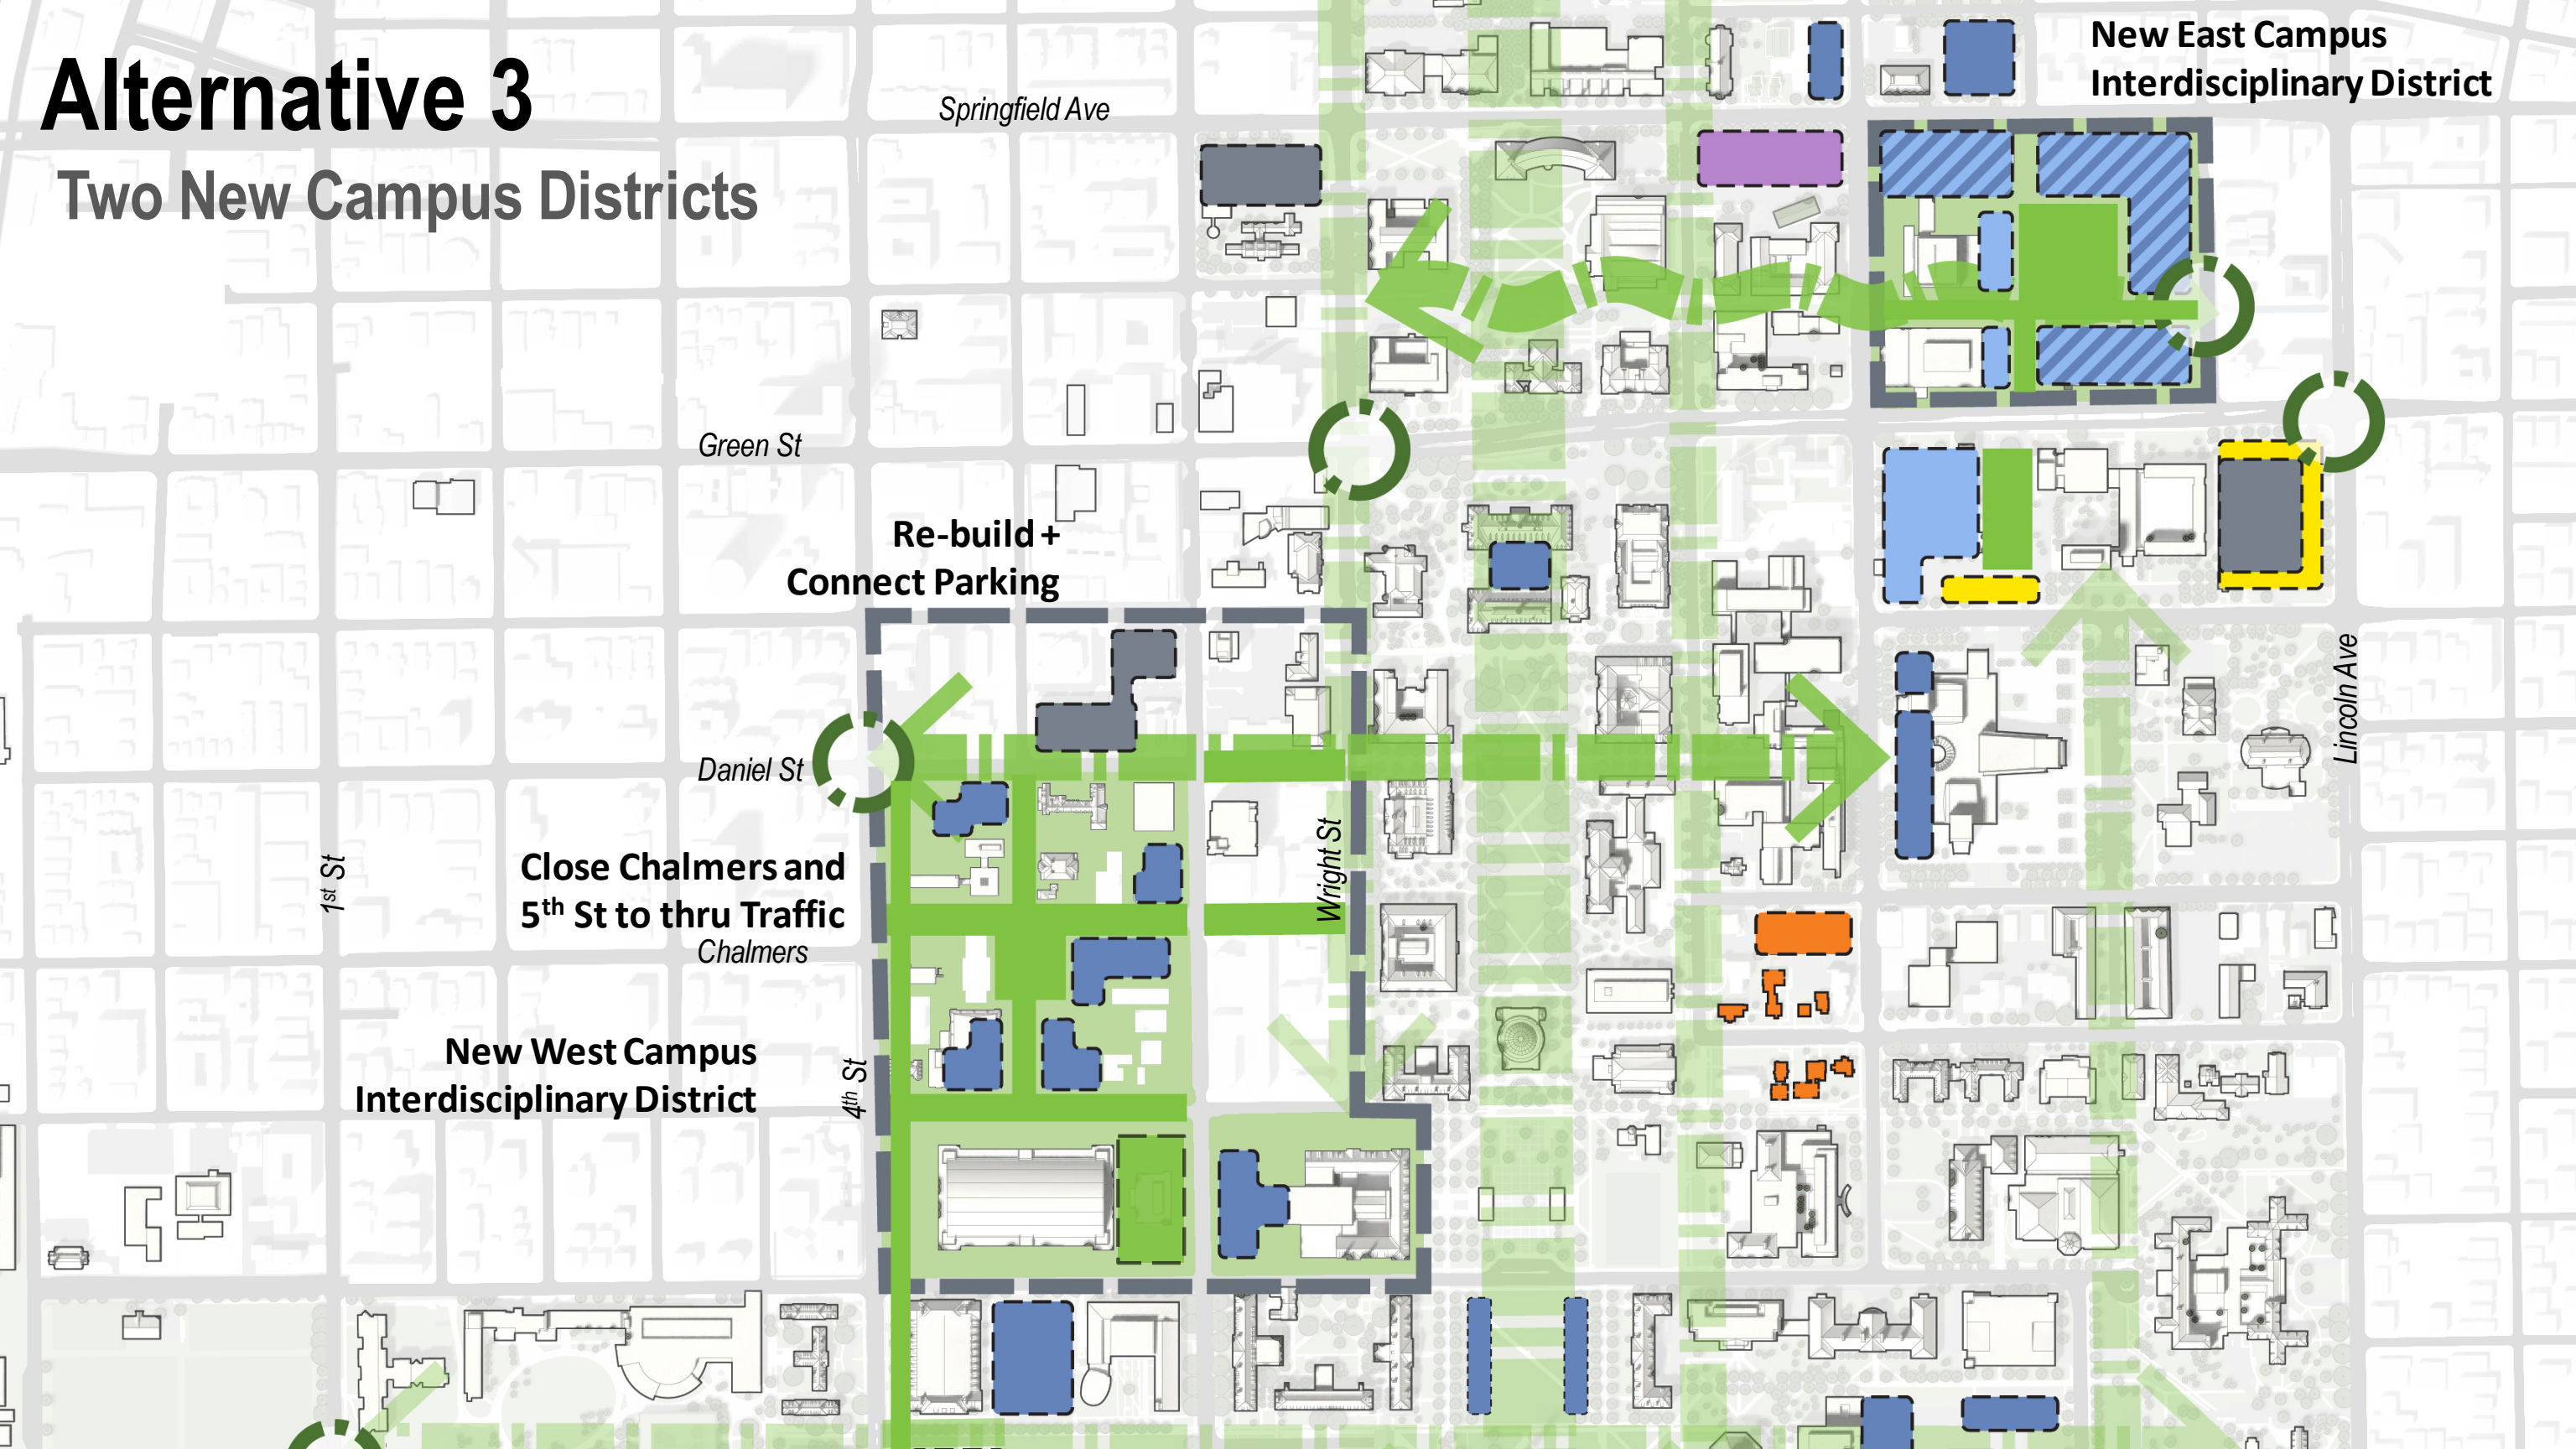 Alternative 3
Two New Campus Districts
New East Campus
Interdisciplinary District
Springfield Ave
Green St
Re-build +
Connect Parking
Lincoln Ave
Daniel St
Wright St
1st St
Close Chalmers and
5th St to thru Traffic
Chalmers
New West Campus
Interdisciplinary District
4th St